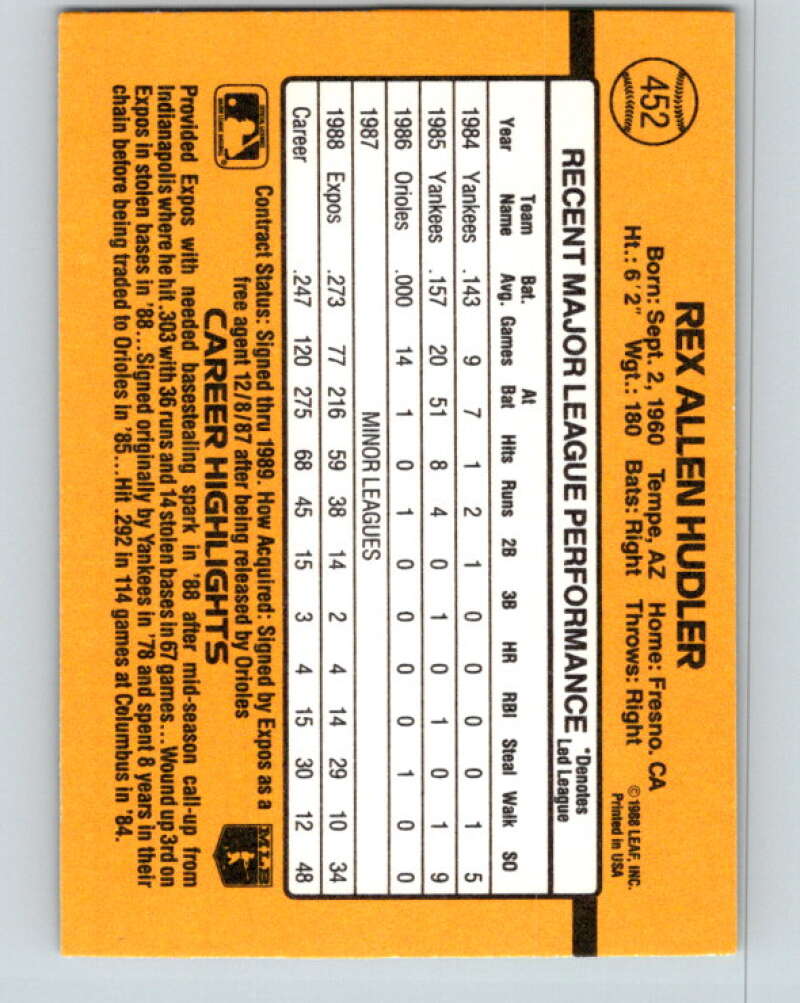 452
REX ALLEN HUDLER
Born: Sept. 2, 1960 Tempe, AZ Home: Fresno, CA
Ht.: 6'2" Wgt.: 180 Bats: Right Throws: Right
©1988 LEAF, INC.
Printed in USA
RECENT MAJOR LEAGUE PERFORMANCE *Denotes Led League
Year Team Name Bat. Avg. Games At Bat Hits Runs 2B 3B HR RBI Steal Walk SO
1984 Yankees .143 9 7 1 2 1 0 0 0 0 1 5
1985 Yankees .157 20 51 8 4 0 1 0 1 0 1 9
1986 Orioles .000 14 1 0 1 0 0 0 0 1 0 0
1987 MINOR LEAGUES
1988 Expos .273 77 216 59 38 14 2 4 14 29 10 34
Career .247 120 275 68 45 15 3 4 15 30 12 48
Contract Status: Signed thru 1989. How Acquired: Signed by Expos as a
free agent 12/8/87 after being released by Orioles
CAREER HIGHLIGHTS
MLB
Provided Expos with needed basestealing spark in '88 after mid-season call-up from
Indianapolis where he hit .303 with 36 runs and 14 stolen bases in 67 games...Wound up 3rd on
Expos in stolen bases in '88...Signed originally by Yankees in '78 and spent 8 years in their
chain before being traded to Orioles in '85...Hit .292 in 114 games at Columbus in '84.